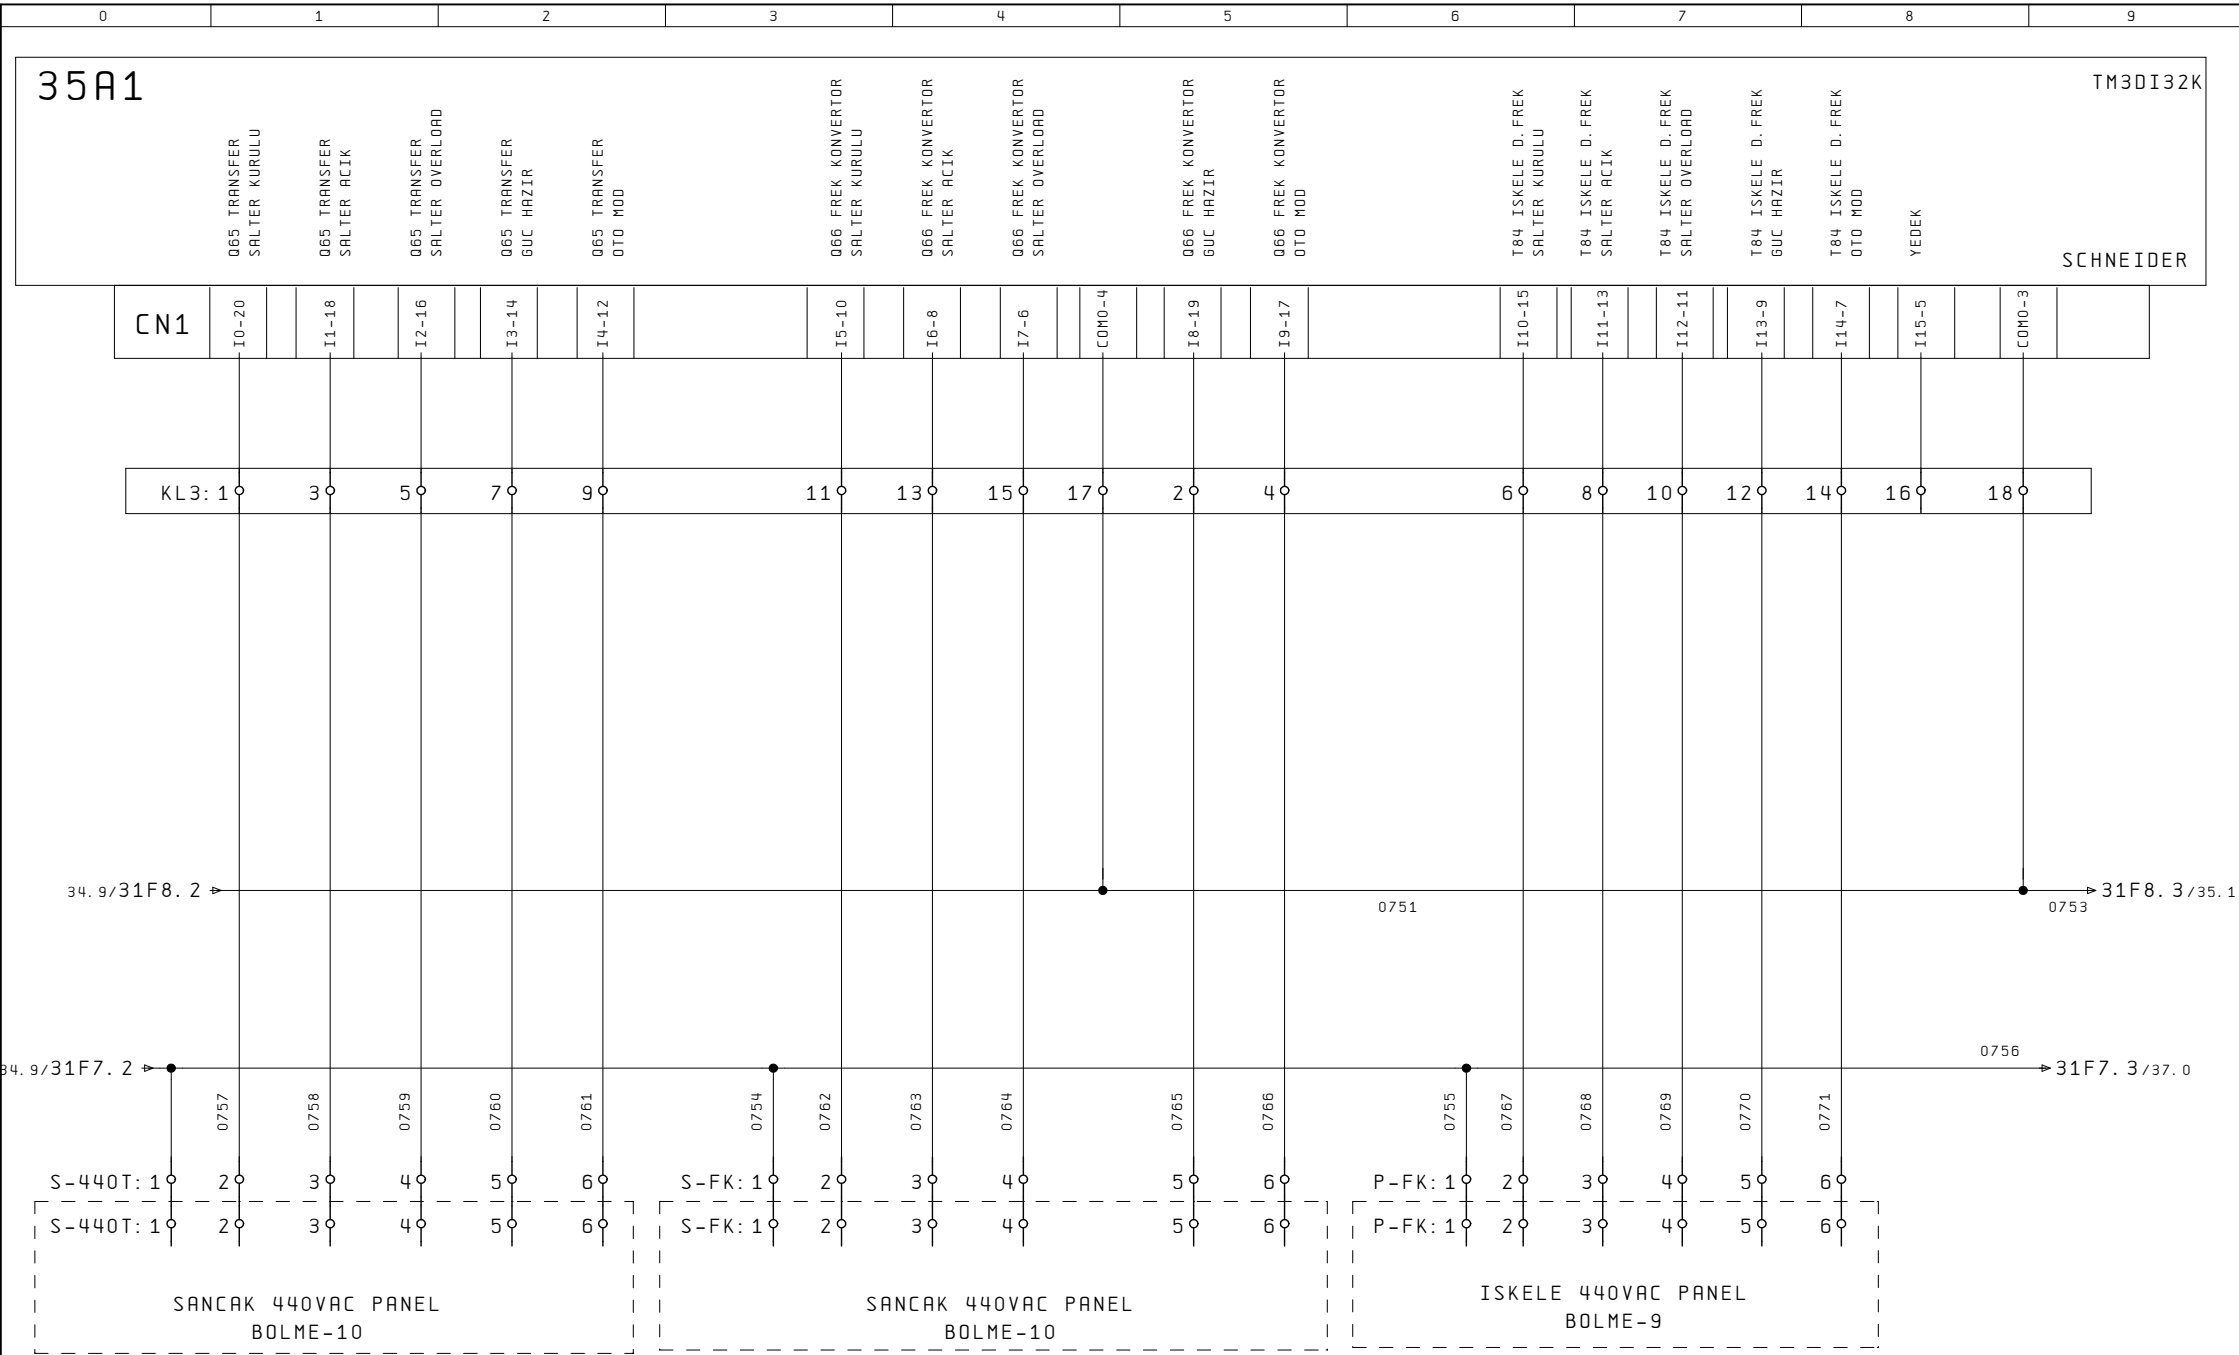 0 1 2 3 4 5 6 7 8 9
35A1
TM3DI32K
Q65 TRANSFER
SALTER KURULU
Q65 TRANSFER
SALTER ACIK
Q65 TRANSFER
SALTER OVERLOAD
Q65 TRANSFER
GUC HAZIR
Q65 TRANSFER
OTO MOD
Q66 FREK KONVERTOR
SALTER KURULU
Q66 FREK KONVERTOR
SALTER ACIK
Q66 FREK KONVERTOR
SALTER OVERLOAD
Q66 FREK KONVERTOR
GUC HAZIR
Q66 FREK KONVERTOR
OTO MOD
T84 ISKELE D.FREK
SALTER KURULU
T84 ISKELE D.FREK
SALTER ACIK
T84 ISKELE D.FREK
SALTER OVERLOAD
T84 ISKELE D.FREK
GUC HAZIR
T84 ISKELE D.FREK
OTO MOD
YEDEK
SCHNEIDER
CN1
I0-20
I1-18
I2-16
I3-14
I4-12
I5-10
I6-8
I7-6
COM0-4
I8-19
I9-17
I10-15
I11-13
I12-11
I13-9
I14-7
I15-5
COM0-3
KL3:1 3 5 7 9 11 13 15 17 2 4 6 8 10 12 14 16 18
34.9/31F8.2
31F8.3/35.1
0751
0753
34.9/31F7.2
0756
31F7.3/37.0
0757
0758
0759
0760
0761
0754
0762
0763
0764
0765
0766
0755
0767
0768
0769
0770
0771
S-440T:1 2 3 4 5 6 S-FK:1 2 3 4 5 6 P-FK:1 2 3 4 5 6
S-440T:1 2 3 4 5 6 S-FK:1 2 3 4 5 6 P-FK:1 2 3 4 5 6
SANCAK 440VAC PANEL
BOLME-10
SANCAK 440VAC PANEL
BOLME-10
ISKELE 440VAC PANEL
BOLME-9